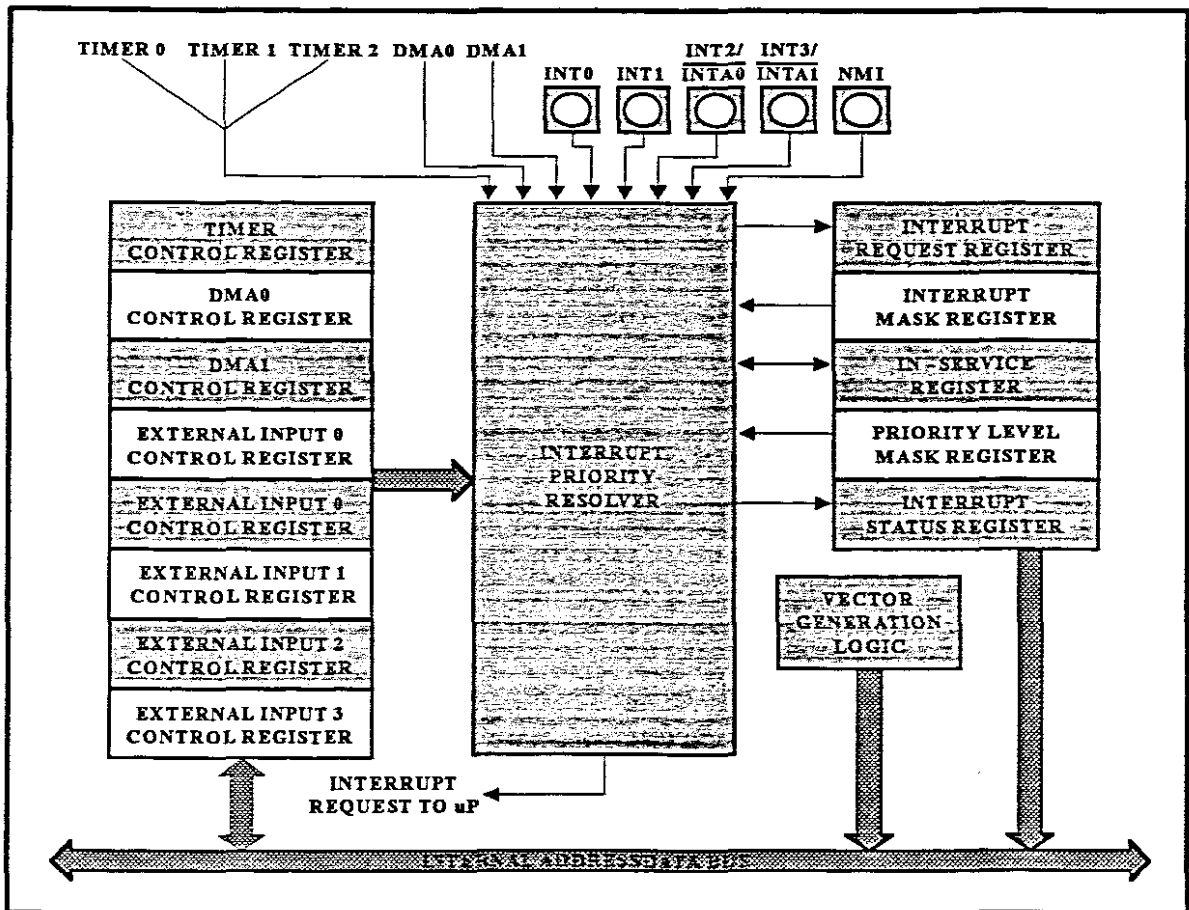 TIMER 0 TIMER 1 TIMER 2 DMA0 DMA1
INT0 INT1 INT2/ INT3/ NMI
INTA0 INTA1
TIMER
CONTROL REGISTER
DMA0
CONTROL REGISTER
DMA1
CONTROL REGISTER
EXTERNAL INPUT 0
CONTROL REGISTER
EXTERNAL INPUT 0
CONTROL REGISTER
EXTERNAL INPUT 1
CONTROL REGISTER
EXTERNAL INPUT 2
CONTROL REGISTER
EXTERNAL INPUT 3
CONTROL REGISTER
INTERRUPT
PRIORITY
RESOLVER
INTERRUPT
REQUEST REGISTER
INTERRUPT
MASK REGISTER
IN-SERVICE
REGISTER
PRIORITY LEVEL
MASK REGISTER
INTERRUPT
STATUS REGISTER
VECTOR
GENERATION
LOGIC
INTERRUPT
REQUEST TO uP
INTERNAL ADDRESSDATA BUS